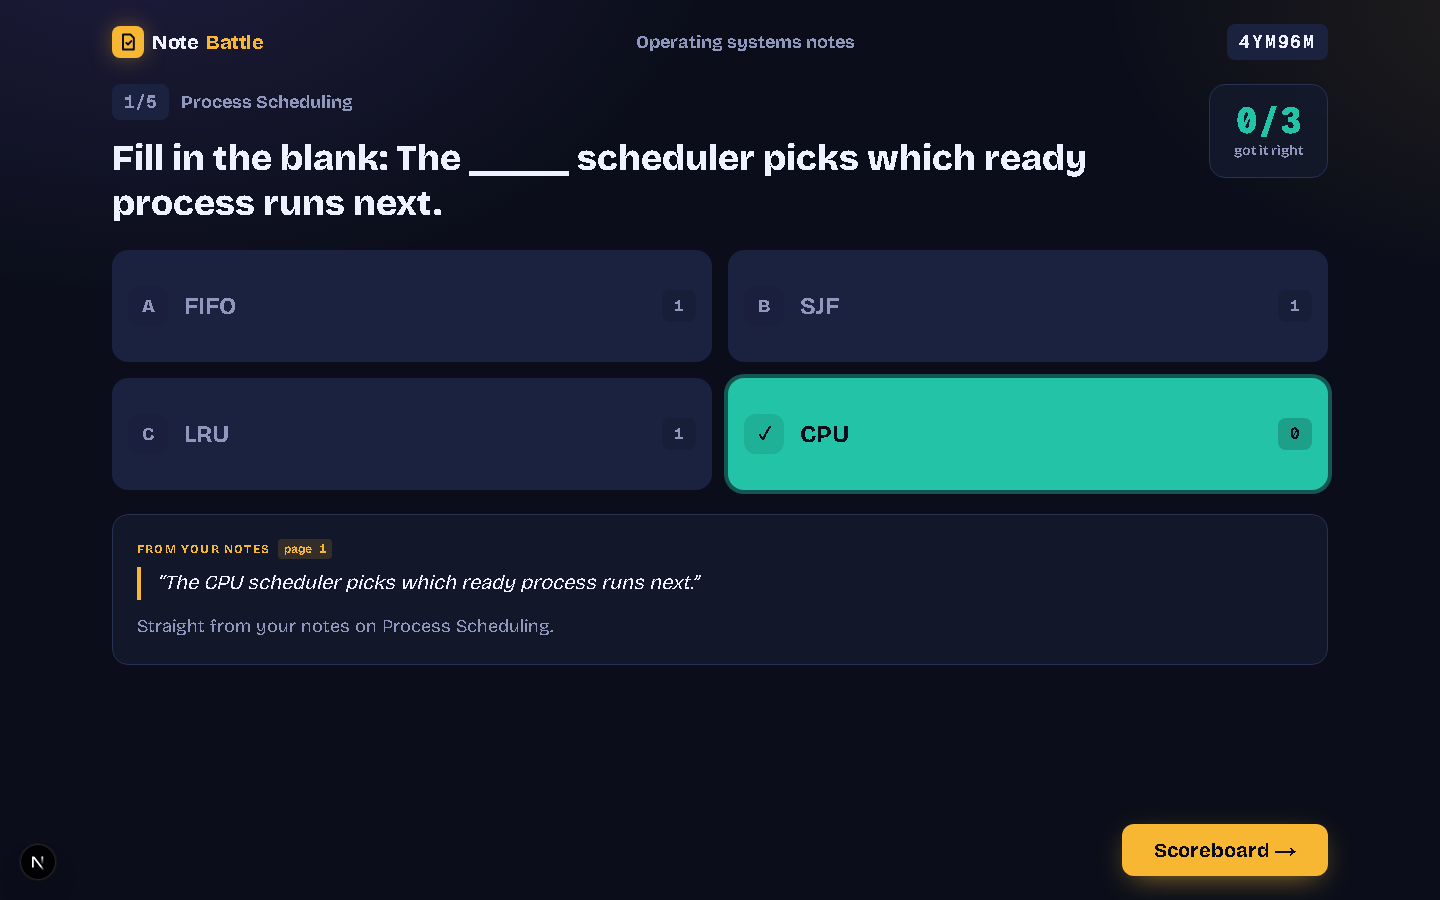 Note Battle
Operating systems notes
4YM96M
1/5 Process Scheduling
0/3
got it right
Fill in the blank: The _____ scheduler picks which ready
process runs next.
A FIFO 1
B SJF 1
C LRU 1
✓ CPU 0
FROM YOUR NOTES page 1
“The CPU scheduler picks which ready process runs next.”
Straight from your notes on Process Scheduling.
N
Scoreboard →